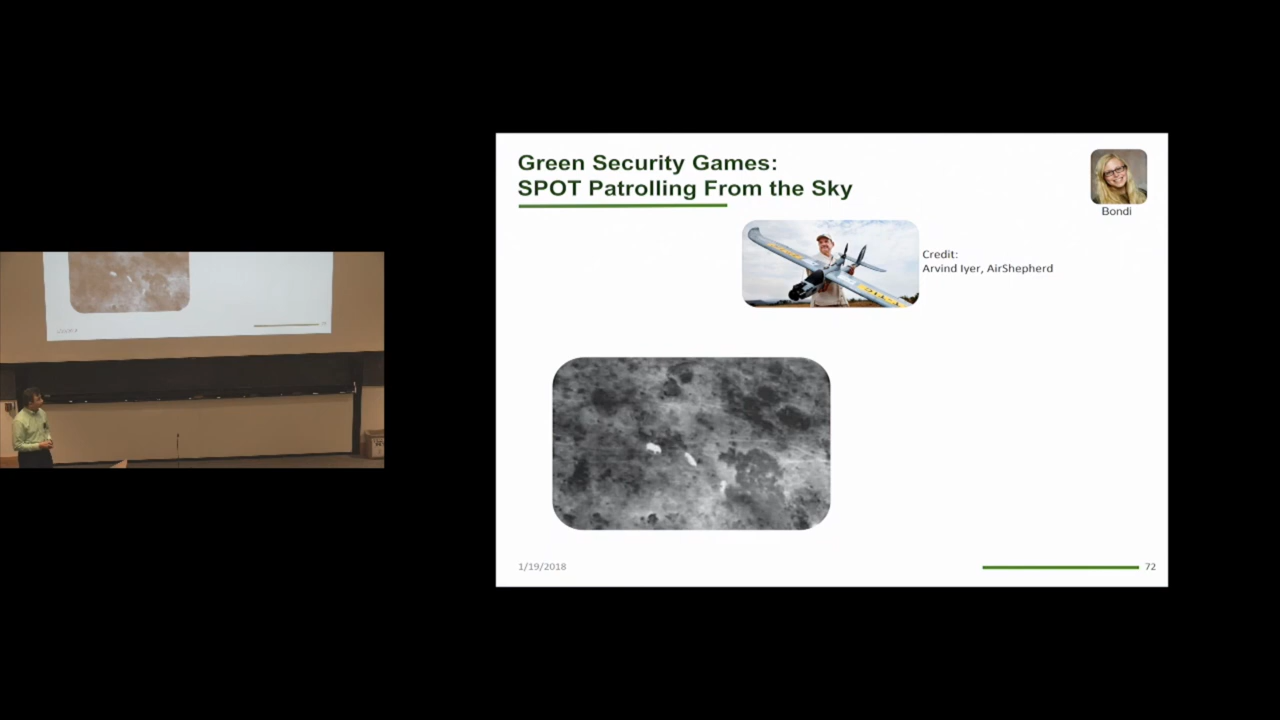 Green Security Games:
SPOT Patrolling From the Sky
Bondi
Credit:
Arvind Iyer, AirShepherd
1/19/2018
72